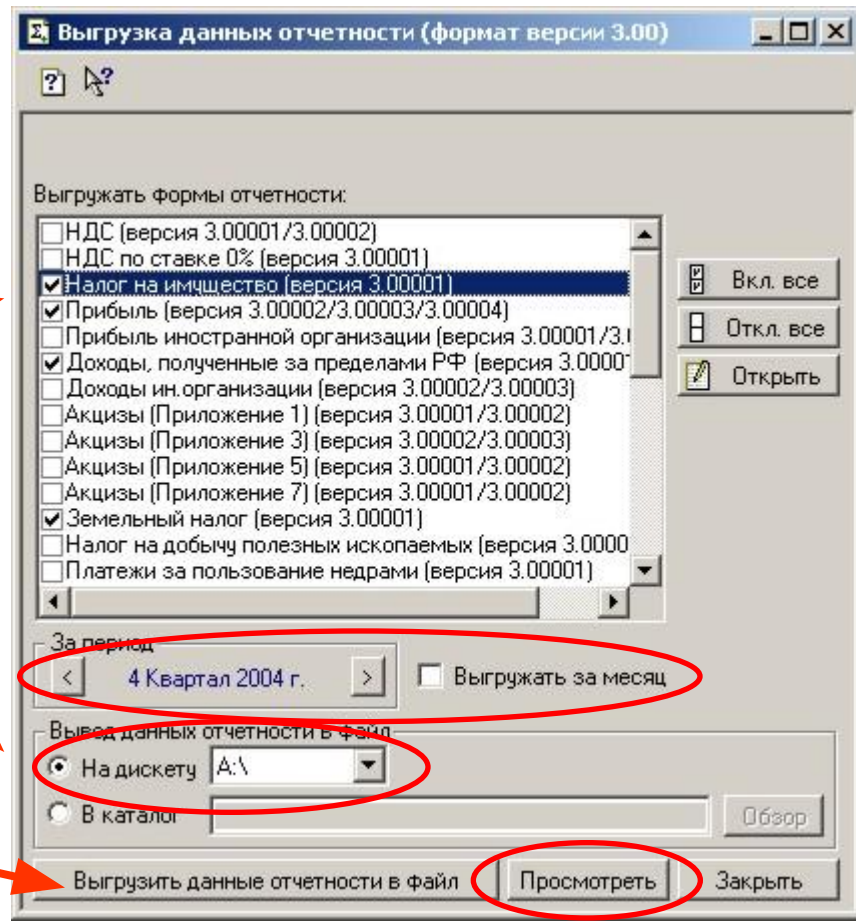 Выгрузка данных отчетности (формат версии 3.00)
Выгружать формы отчетности:
НДС (версия 3.00001/3.00002)
НДС по ставке 0% (версия 3.00001)
Налог на имущество (версия 3.00001)
Прибыль (версия 3.00002/3.00003/3.00004)
Прибыль иностранной организации (версия 3.00001/3.
Доходы, полученные за пределами РФ (версия 3.0000
Доходы ин.организации (версия 3.00002/3.00003)
Акцизы (Приложение 1) (версия 3.00001/3.00002)
Акцизы (Приложение 3) (версия 3.00002/3.00003)
Акцизы (Приложение 5) (версия 3.00001/3.00002)
Акцизы (Приложение 7) (версия 3.00001/3.00002)
Земельный налог (версия 3.00001)
Налог на добычу полезных ископаемых (версия 3.0000
Платежи за пользование недрами (версия 3.00001)
Вкл. все
Откл. все
Открыть
За период
< 4 Квартал 2004 г. >
Выгружать за месяц
Вывод данных отчетности в файл
На дискету A:\
В каталог
Обзор
Выгрузить данные отчетности в файл
Просмотреть
Закрыть